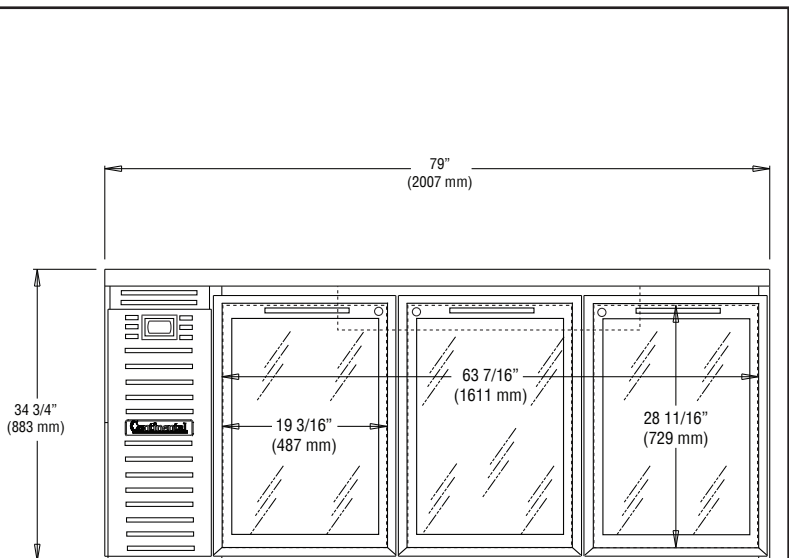 79”
(2007 mm)
34 3/4”
(883 mm)
63 7/16”
(1611 mm)
19 3/16”
(487 mm)
28 11/16”
(729 mm)
Continental